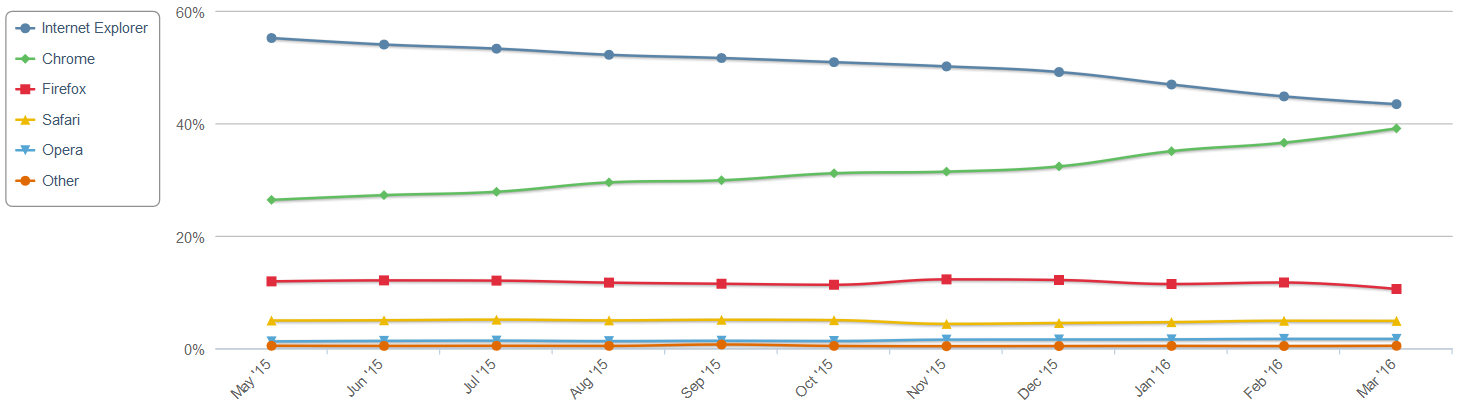 Internet Explorer
Chrome
Firefox
Safari
Opera
Other
60%
40%
20%
0%
May '15
Jun '15
Jul '15
Aug '15
Sep '15
Oct '15
Nov '15
Dec '15
Jan '16
Feb '16
Mar '16